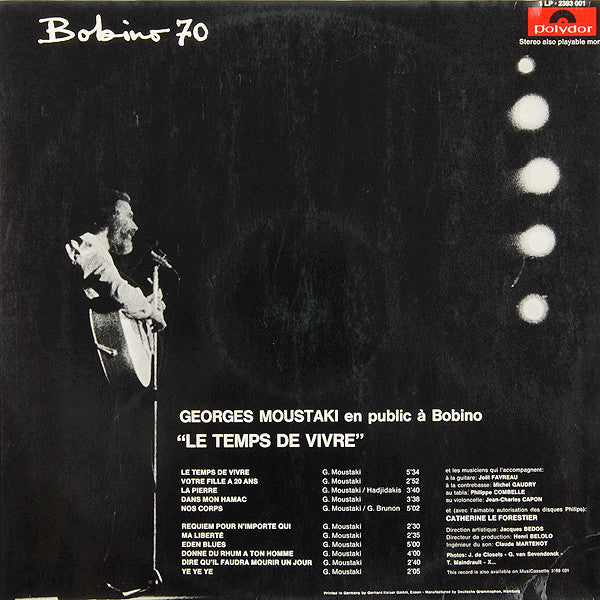 Bobino 70
1 LP · 2393 001
Polydor
Stereo also playable mon
GEORGES MOUSTAKI en public à Bobino
“LE TEMPS DE VIVRE”
LE TEMPS DE VIVRE G. Moustaki 5'34
VOTRE FILLE A 20 ANS G. Moustaki 2'52
LA PIERRE G. Moustaki / Hadjidakis 3'40
DANS MON HAMAC G. Moustaki 3'00
NOS CORPS G. Moustaki / G. Brunon 5'02
REQUIEM POUR N'IMPORTE QUI G. Moustaki 2'30
MA LIBERTÉ G. Moustaki 2'35
EDEN BLUES G. Moustaki 2'30
DONNE DU RHUM A TON HOMME G. Moustaki 4'00
DIRE QU'IL FAUDRA MOURIR UN JOUR G. Moustaki 2'40
YE YE YE G. Moustaki 2'05
et les musiciens qui l'accompagnent:
à la guitare: Joël FAVREAU
à la contrebasse: Michel GAUDRY
au tabla: Philippe COMBELLE
au violoncelle: Jean-Charles CAPON
et (avec l'aimable autorisation des disques Philips):
CATHERINE LE FORESTIER
Direction artistique: Jacques BEDOS
Directeur de production: Henri BELOLO
Ingénieur du son: Claude MARTENOT
Photos: J. de Closets - G. van Sevendonck -
T. Maindrault - X...
This record is also available on MusiCassette 3169 001
Printed in Germany by Gerhard Kaiser GmbH, Essen · Manufactured by Deutsche Grammophon, Hamburg